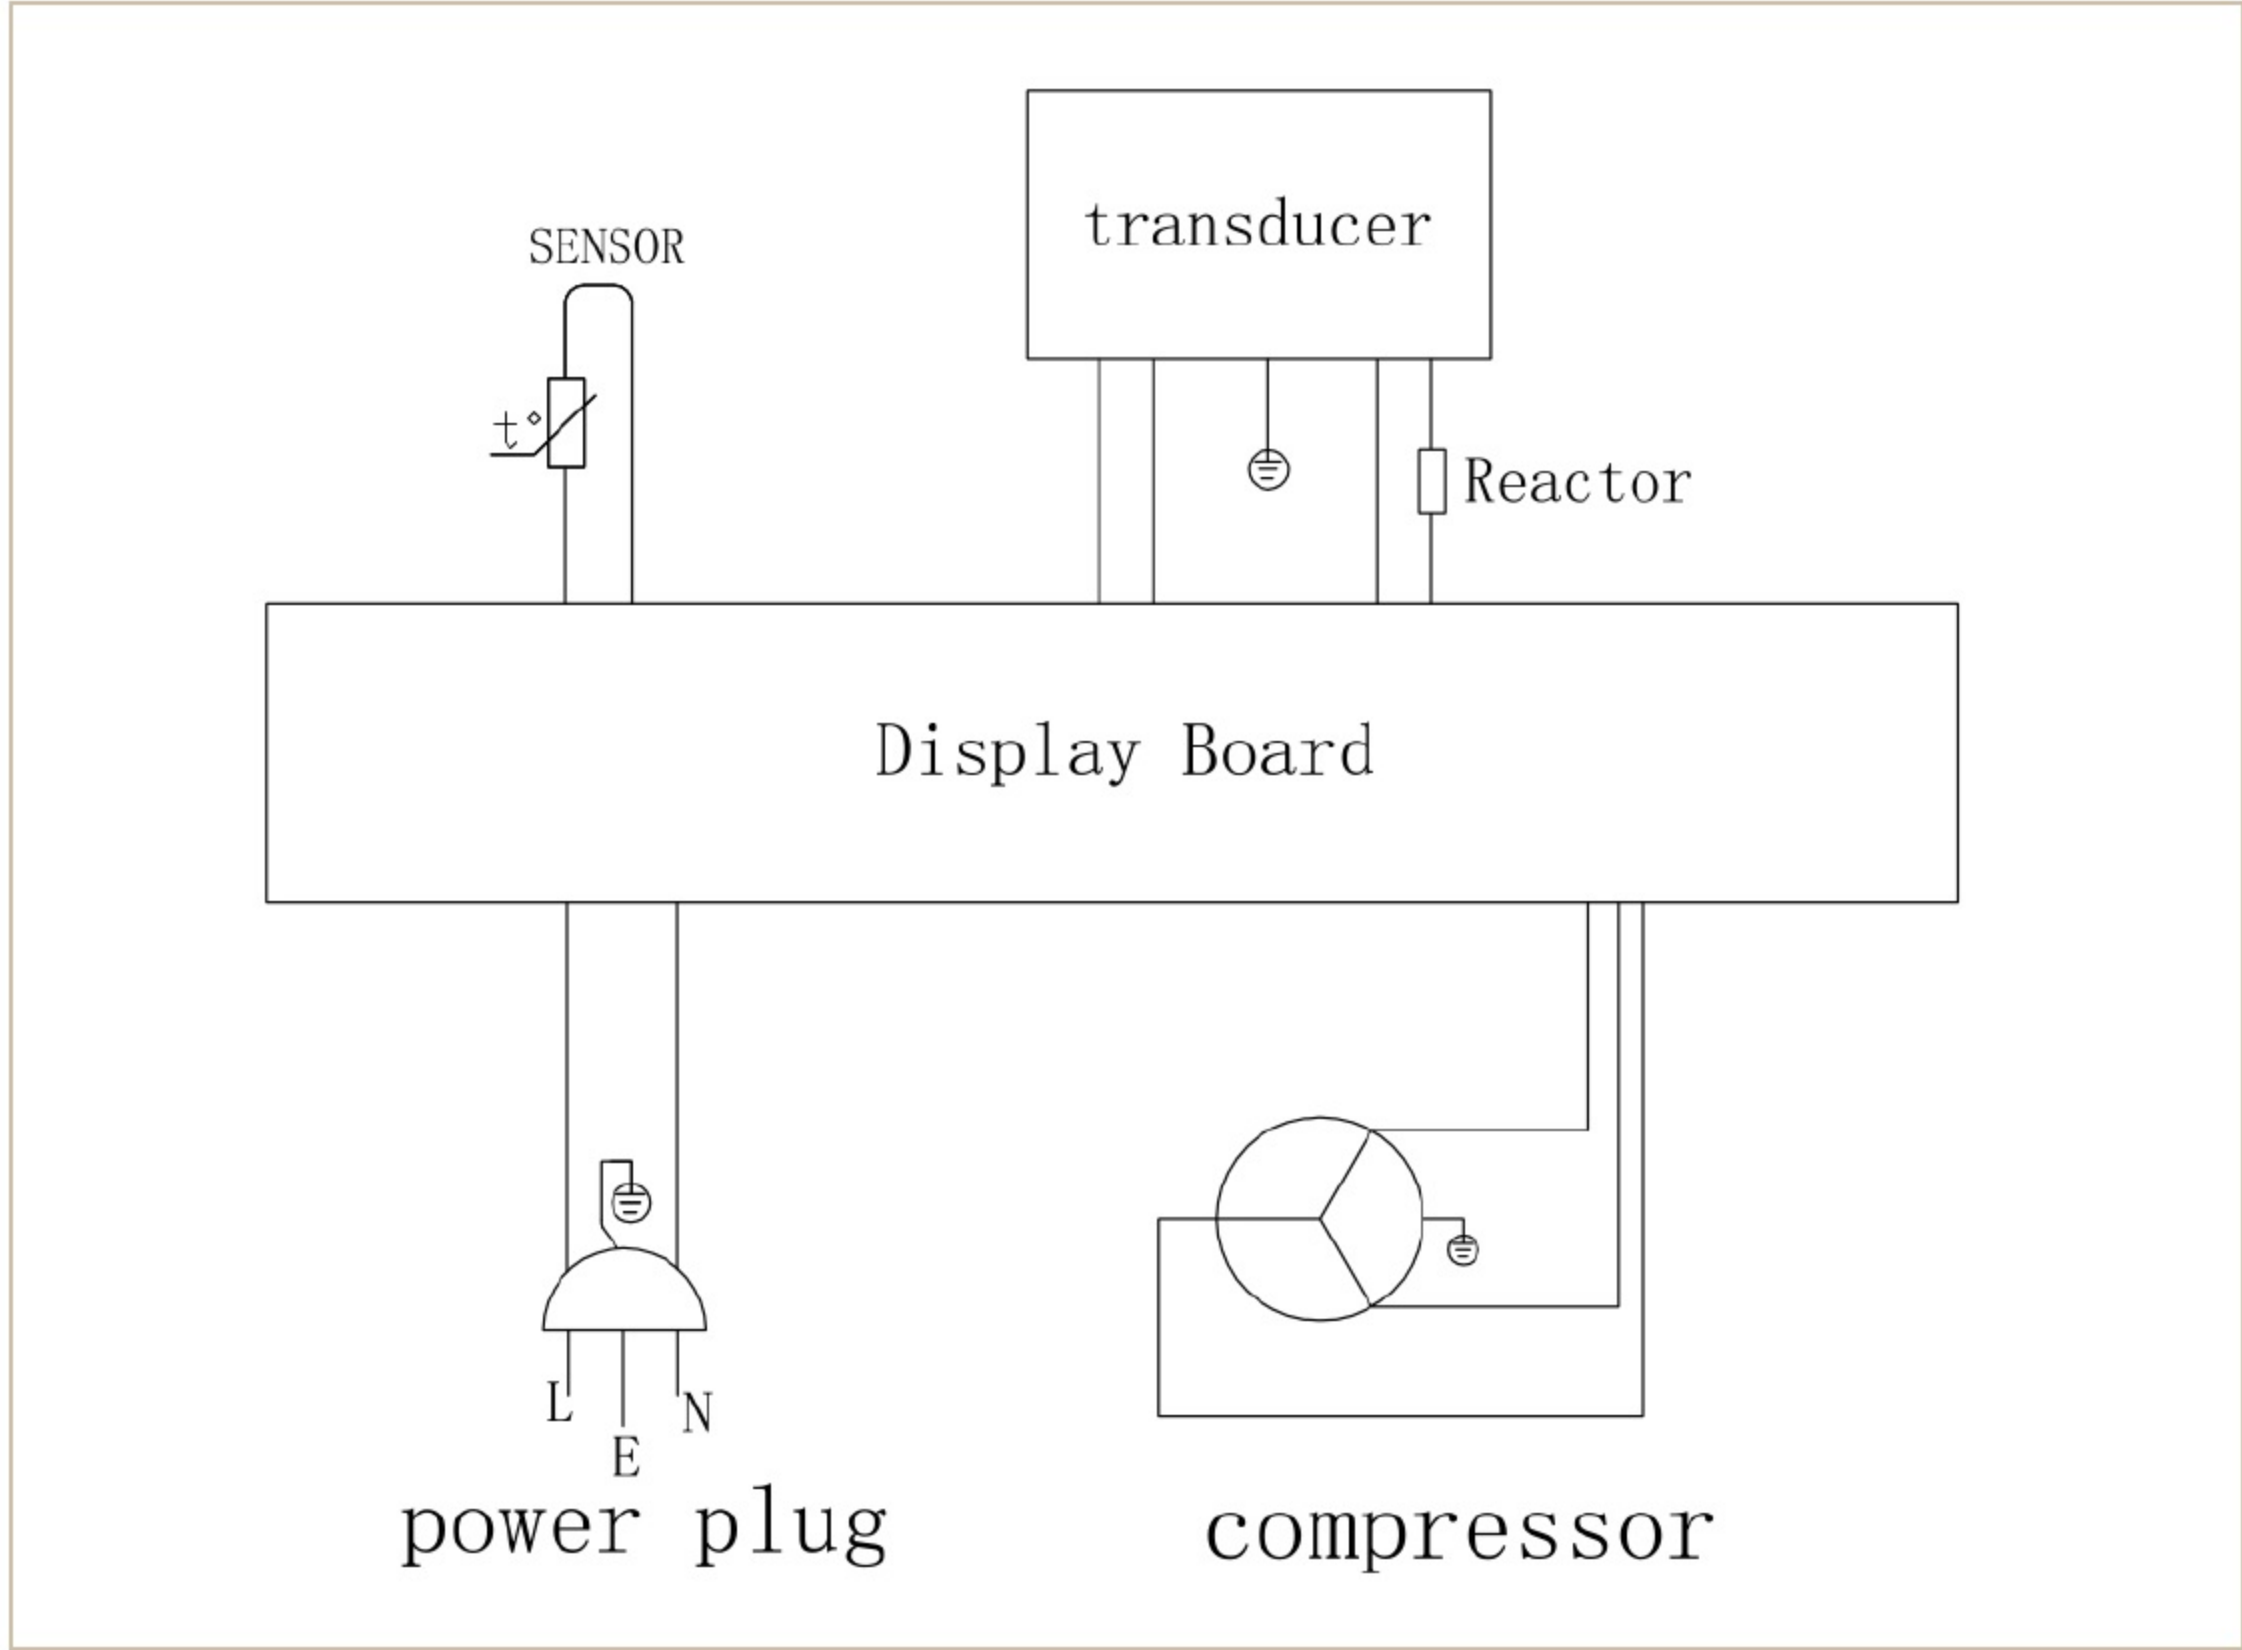 transducer
SENSOR
t°
Reactor
Display Board
L
N
E
power plug
compressor